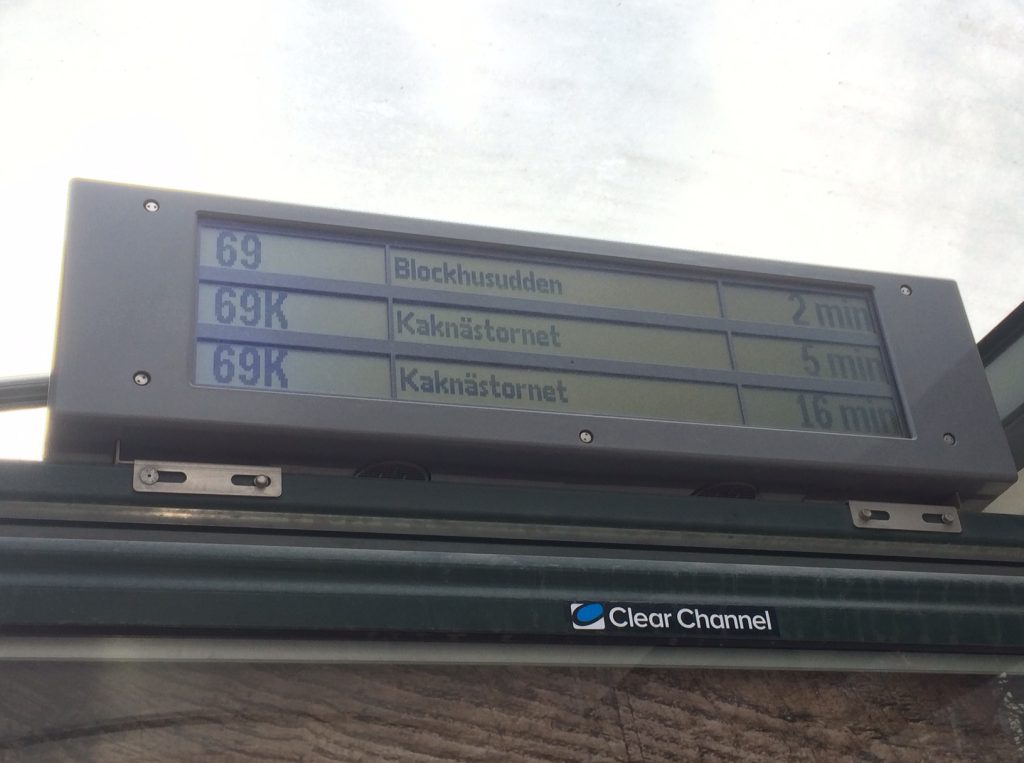 69 Blockhusudden 2 min
69K Kaknästornet 5 min
69K Kaknästornet 16 min
Clear Channel